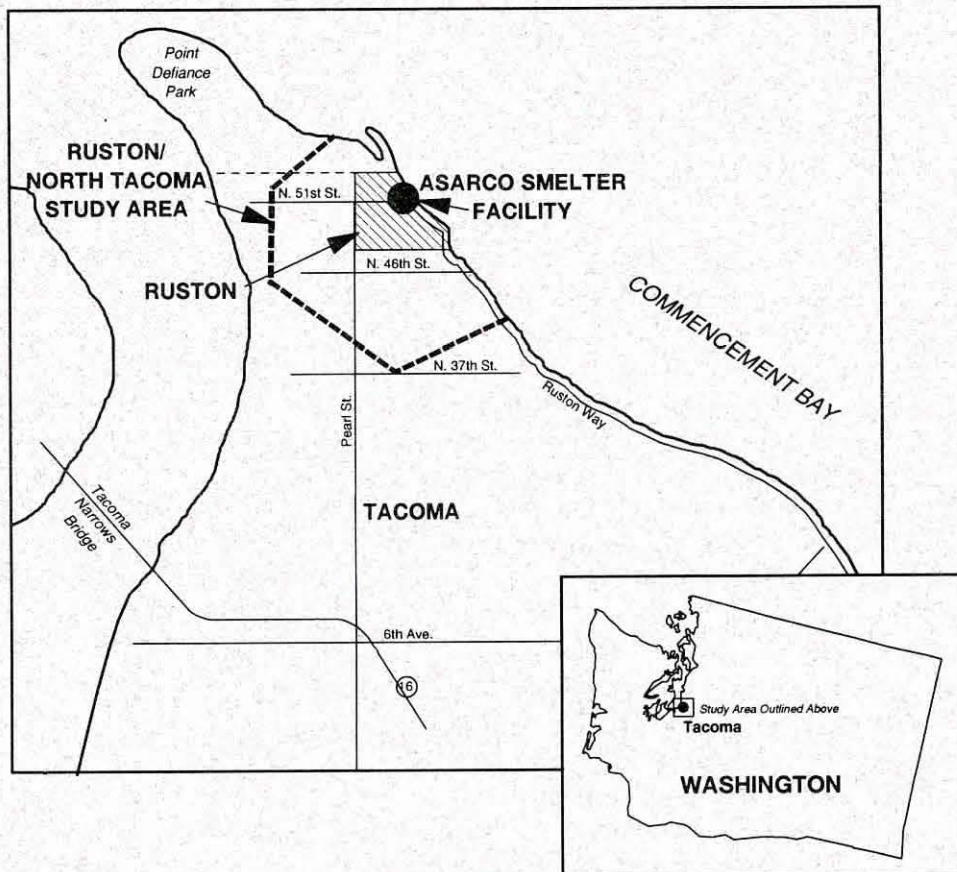 Point
Defiance
Park
RUSTON/
NORTH TACOMA
STUDY AREA
N. 51st St.
ASARCO SMELTER
FACILITY
RUSTON
N. 46th St.
COMMENCEMENT BAY
N. 37th St.
Ruston Way
Pearl St.
Tacoma
Narrows
Bridge
TACOMA
6th Ave.
16
Study Area Outlined Above
Tacoma
WASHINGTON